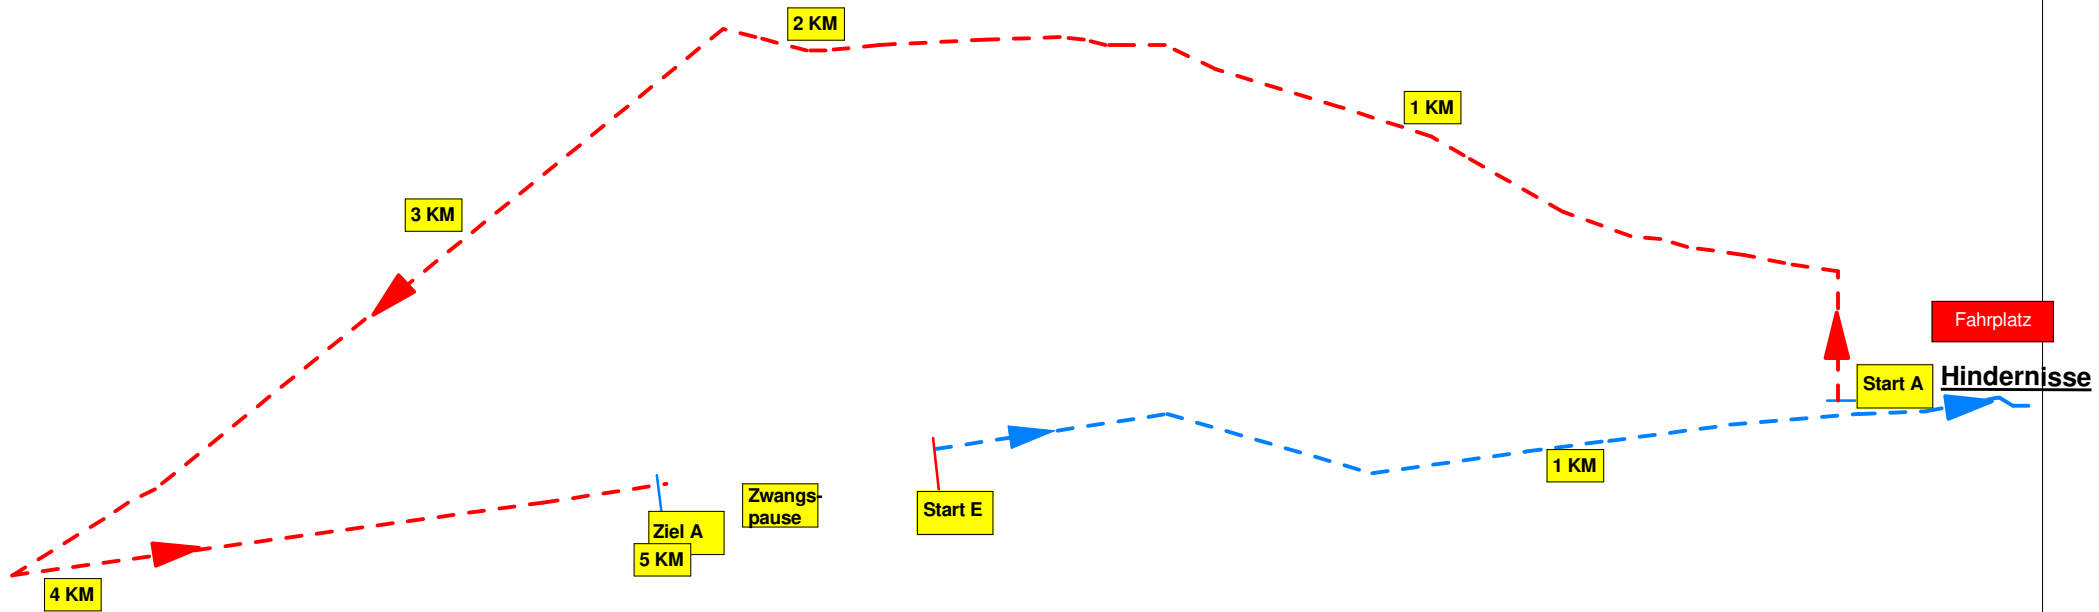 2 KM
1 KM
3 KM
Fahrplatz
Start A
Hindernisse
1 KM
Zwangs-
pause
Start E
Ziel A
5 KM
4 KM